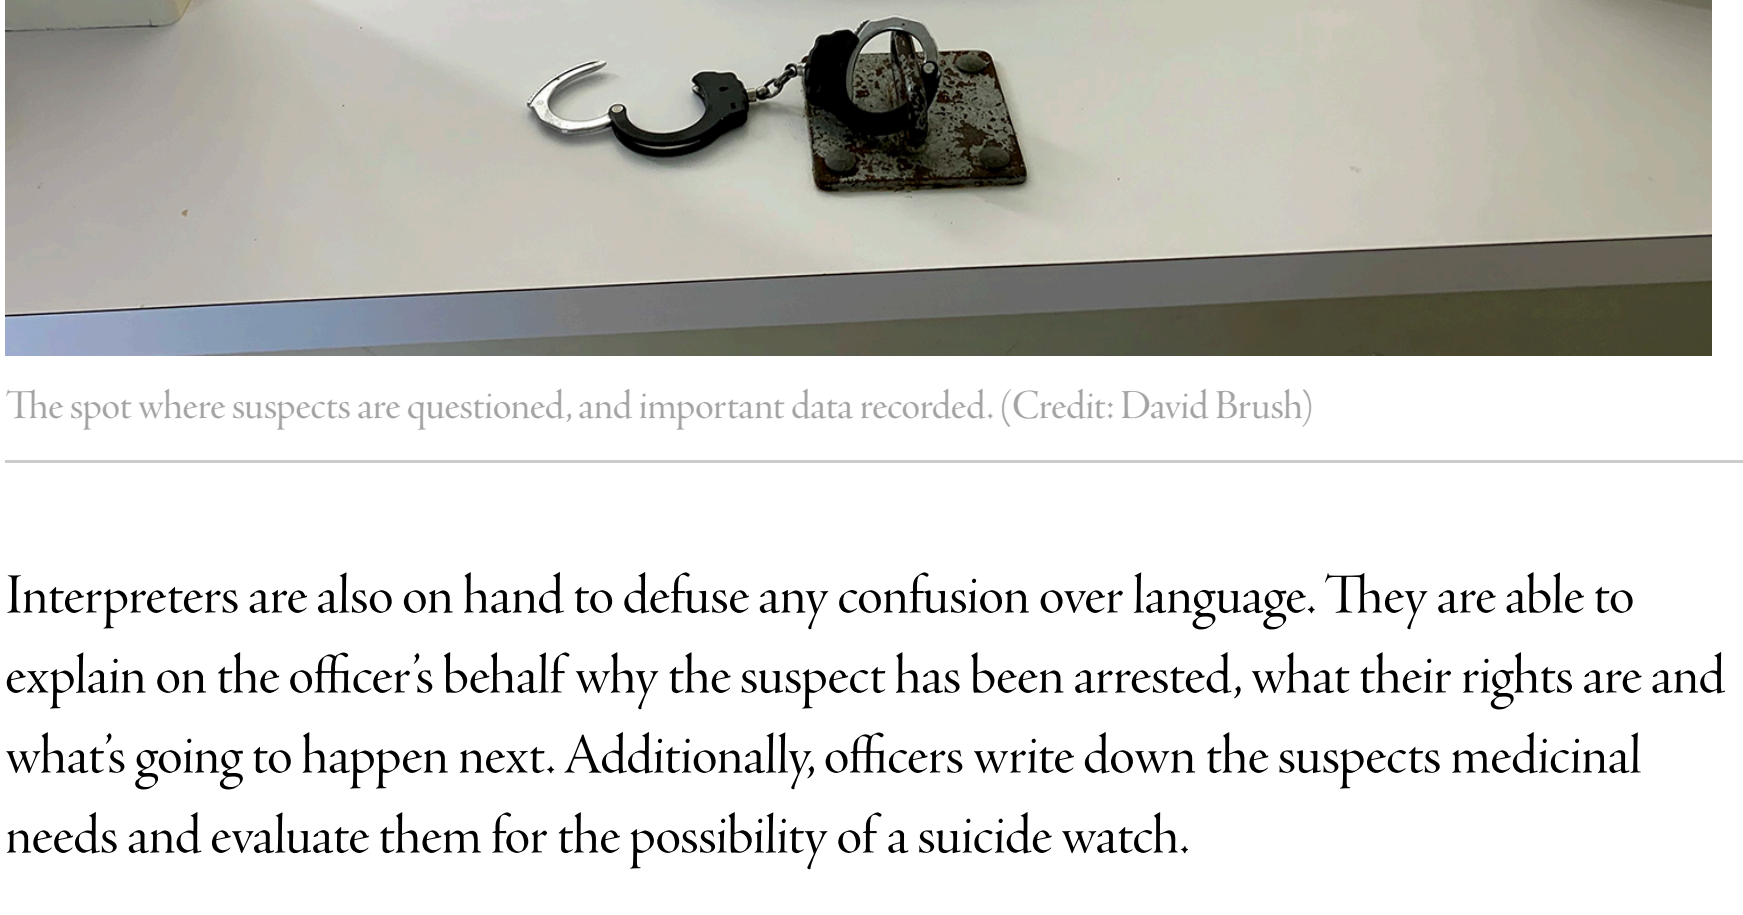 The spot where suspects are questioned, and important data recorded. (Credit: David Brush)
Interpreters are also on hand to defuse any confusion over language. They are able to
explain on the officer’s behalf why the suspect has been arrested, what their rights are and
what’s going to happen next. Additionally, officers write down the suspects medicinal
needs and evaluate them for the possibility of a suicide watch.